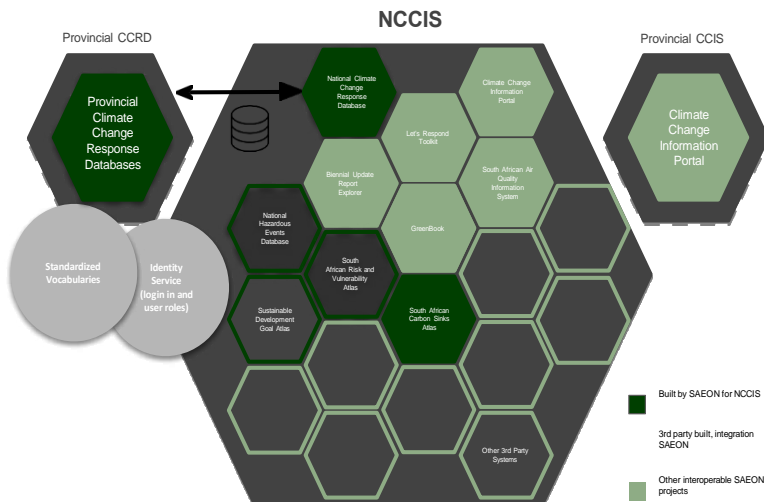 NCCIS
Provincial CCRD
Provincial CCIS
Provincial
Climate
Change
Response
Databases
National Climate
Change
Response
Database
Climate Change
Information
Portal
Let's Respond
Toolkit
Climate
Change
Information
Portal
Biennial Update
Report
Explorer
South African Air
Quality
Information
System
National
Hazardous
Events
Database
GreenBook
South
African Risk and
Vulnerability
Atlas
Standardized
Vocabularies
Identity
Service
(login in and
user roles)
Sustainable
Development
Goal Atlas
South African
Carbon Sinks
Atlas
Other 3rd Party
Systems
Built by SAEON for NCCIS
3rd party built, integration
SAEON
Other interoperable SAEON
projects